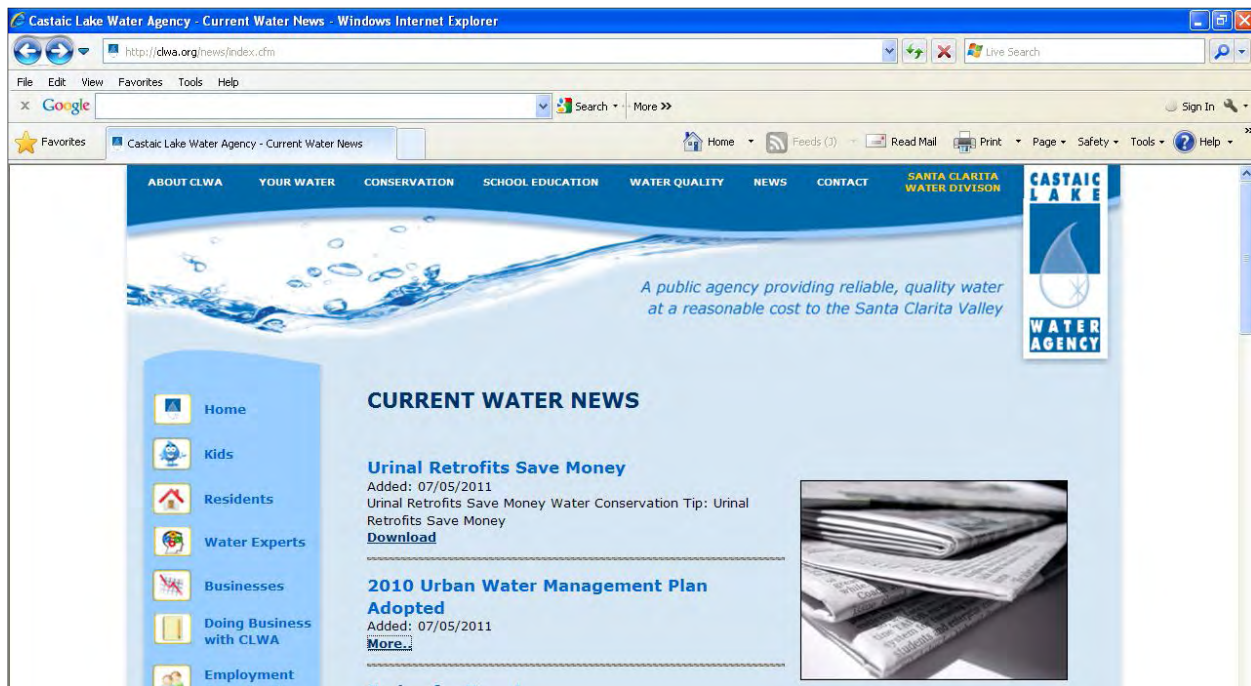 Castaic Lake Water Agency - Current Water News - Windows Internet Explorer
http://clwa.org/news/index.cfm
Live Search
File Edit View Favorites Tools Help
x Google Search More >> Sign In
Favorites Castaic Lake Water Agency - Current Water News Home Feeds (J) Read Mail Print Page Safety Tools Help »
ABOUT CLWA YOUR WATER CONSERVATION SCHOOL EDUCATION WATER QUALITY NEWS CONTACT SANTA CLARITA
WATER DIVISON
CASTAIC
LAKE
WATER
AGENCY
A public agency providing reliable, quality water
at a reasonable cost to the Santa Clarita Valley
Home
Kids
Residents
Water Experts
Businesses
Doing Business
with CLWA
Employment
CURRENT WATER NEWS
Urinal Retrofits Save Money
Added: 07/05/2011
Urinal Retrofits Save Money Water Conservation Tip: Urinal
Retrofits Save Money
Download
2010 Urban Water Management Plan
Adopted
Added: 07/05/2011
More..